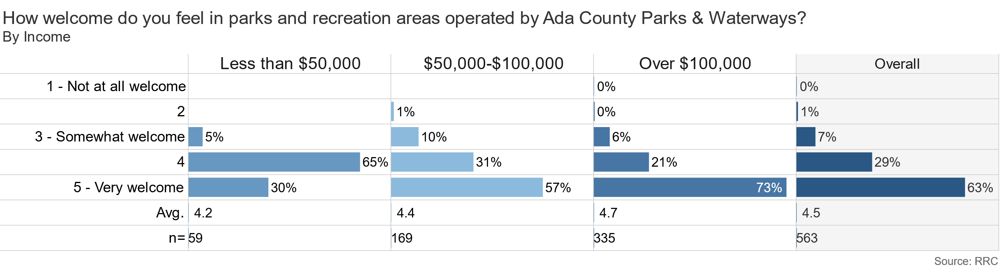 How welcome do you feel in parks and recreation areas operated by Ada County Parks & Waterways?
By Income
Less than $50,000 $50,000-$100,000 Over $100,000 Overall
1 - Not at all welcome 0% 0%
2 1% 0% 1%
3 - Somewhat welcome 5% 10% 6% 7%
4 65% 31% 21% 29%
5 - Very welcome 30% 57% 73% 63%
Avg. 4.2 4.4 4.7 4.5
n= 59 169 335 563
Source: RRC